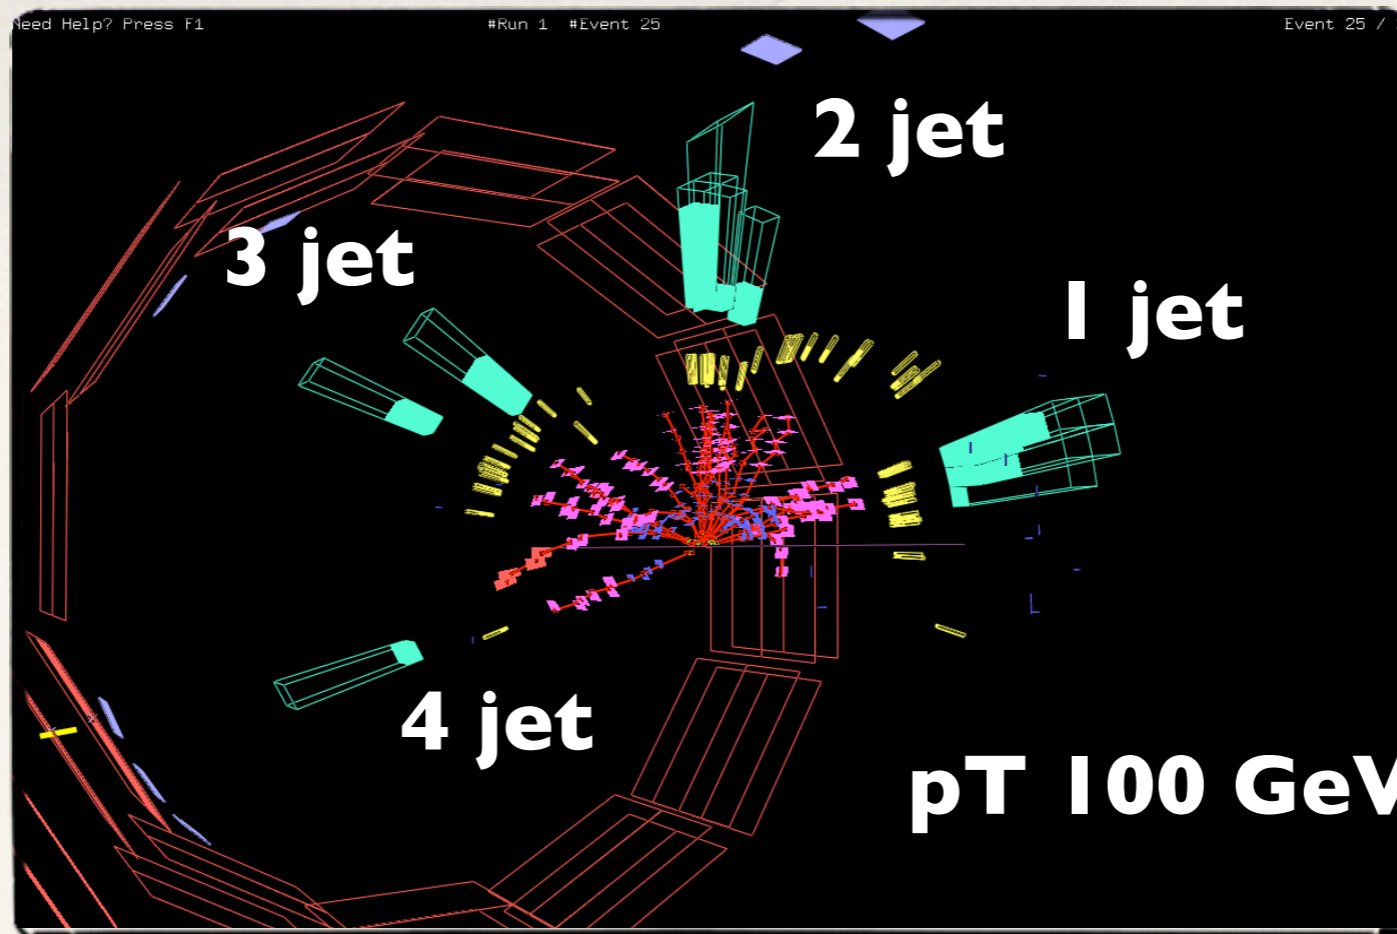 Need Help? Press F1
#Run 1 #Event 25
Event 25 /
2 jet
3 jet
1 jet
4 jet
pT 100 GeV